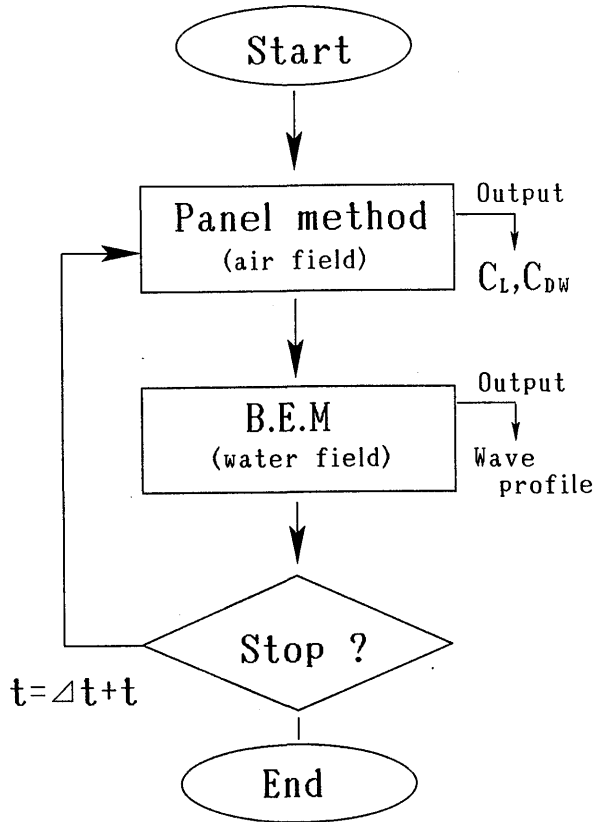 Start
Panel method
(air field)
Output
C_L,C_DW
B.E.M
(water field)
Output
Wave
profile
Stop ?
t=⊿t+t
End